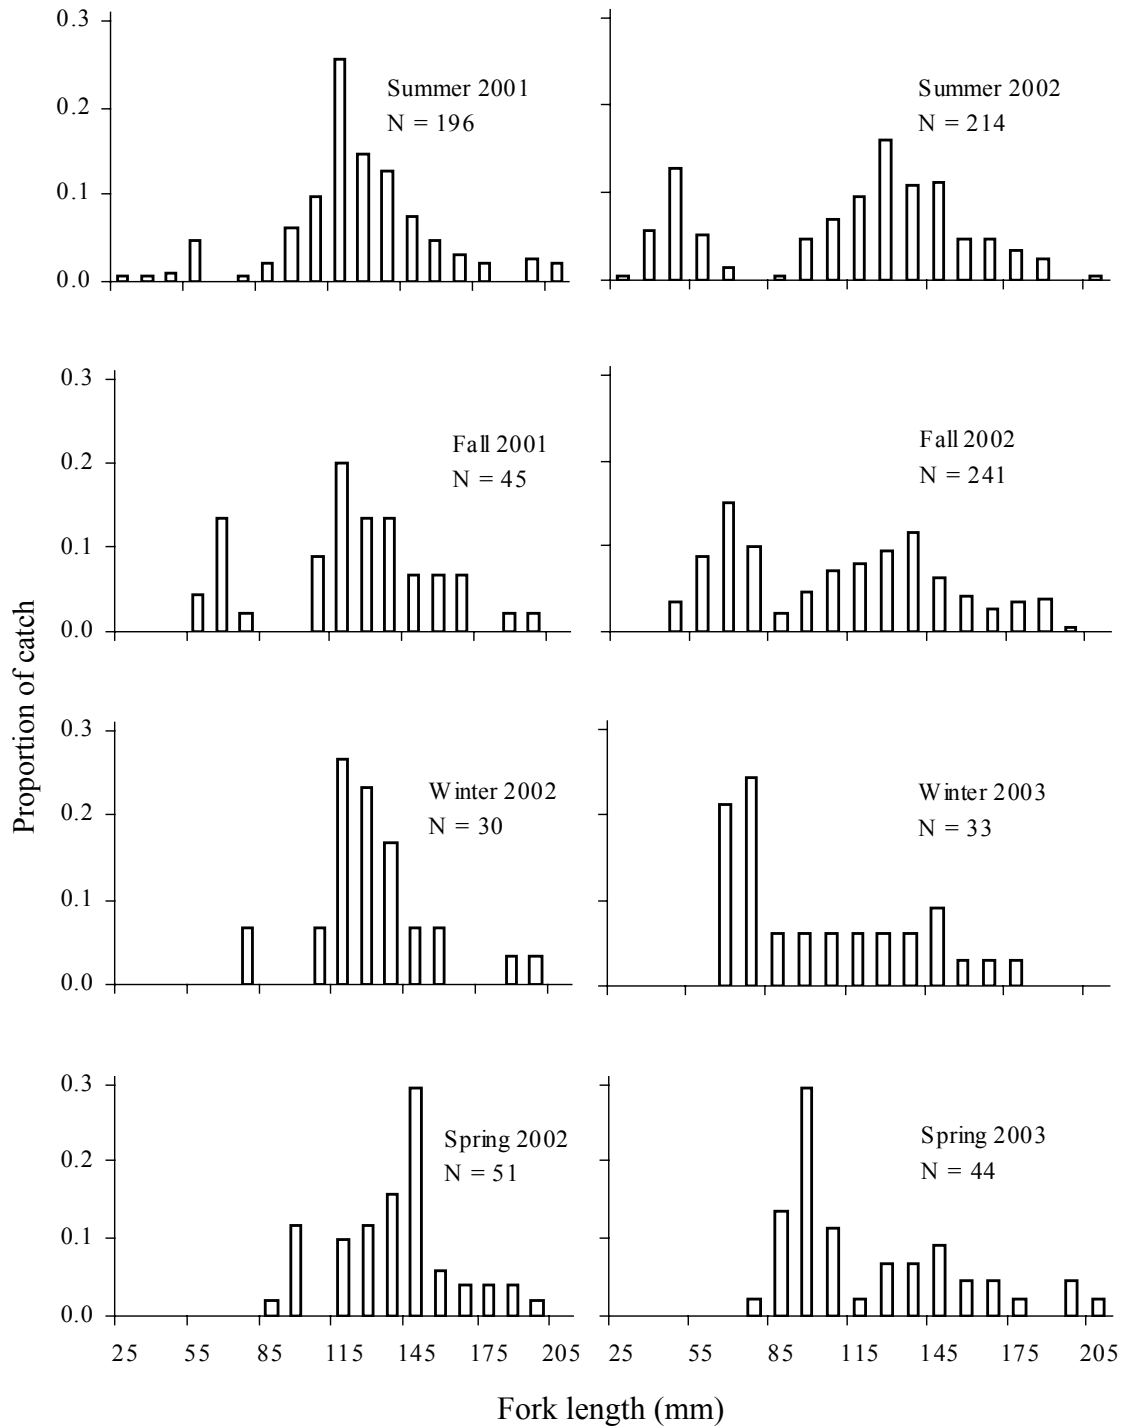 0.3
0.2
0.1
0.0
Summer 2001
N = 196
Summer 2002
N = 214
0.3
0.2
0.1
0.0
Fall 2001
N = 45
Fall 2002
N = 241
0.3
0.2
0.1
0.0
Winter 2002
N = 30
Winter 2003
N = 33
0.3
0.2
0.1
0.0
Spring 2002
N = 51
Spring 2003
N = 44
25 55 85 115 145 175 205
25 55 85 115 145 175 205
Proportion of catch
Fork length (mm)